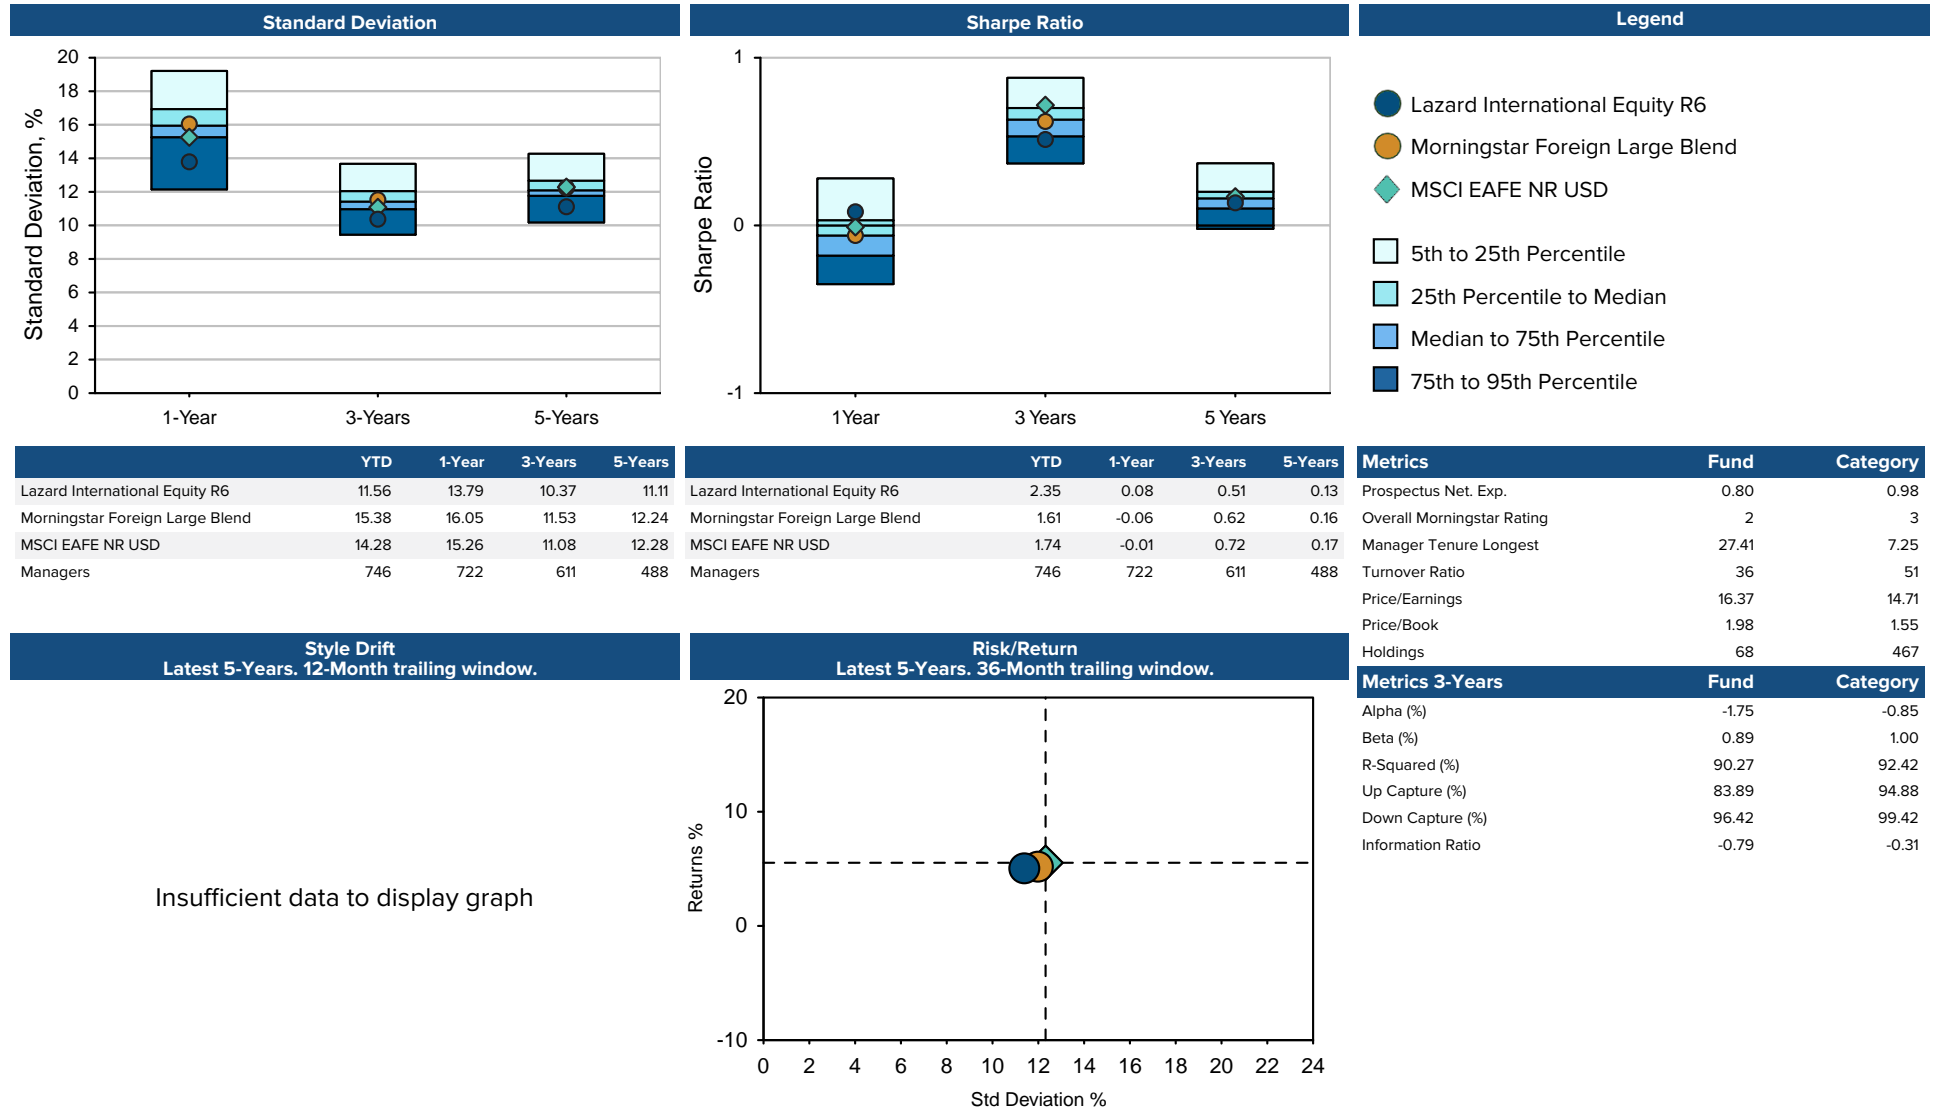 Standard Deviation
20
18
16
14
12
10
8
6
4
2
0
Standard Deviation, %
1-Year 3-Years 5-Years
Sharpe Ratio
1
0
-1
Sharpe Ratio
1Year 3 Years 5 Years
Legend
Lazard International Equity R6
Morningstar Foreign Large Blend
MSCI EAFE NR USD
5th to 25th Percentile
25th Percentile to Median
Median to 75th Percentile
75th to 95th Percentile
YTD 1-Year 3-Years 5-Years
Lazard International Equity R6 11.56 13.79 10.37 11.11
Morningstar Foreign Large Blend 15.38 16.05 11.53 12.24
MSCI EAFE NR USD 14.28 15.26 11.08 12.28
Managers 746 722 611 488
YTD 1-Year 3-Years 5-Years
Lazard International Equity R6 2.35 0.08 0.51 0.13
Morningstar Foreign Large Blend 1.61 -0.06 0.62 0.16
MSCI EAFE NR USD 1.74 -0.01 0.72 0.17
Managers 746 722 611 488
Metrics Fund Category
Prospectus Net. Exp. 0.80 0.98
Overall Morningstar Rating 2 3
Manager Tenure Longest 27.41 7.25
Turnover Ratio 36 51
Price/Earnings 16.37 14.71
Price/Book 1.98 1.55
Holdings 68 467
Metrics 3-Years Fund Category
Alpha (%) -1.75 -0.85
Beta (%) 0.89 1.00
R-Squared (%) 90.27 92.42
Up Capture (%) 83.89 94.88
Down Capture (%) 96.42 99.42
Information Ratio -0.79 -0.31
Style Drift
Latest 5-Years. 12-Month trailing window.
Insufficient data to display graph
Risk/Return
Latest 5-Years. 36-Month trailing window.
20
10
0
-10
Returns %
0 2 4 6 8 10 12 14 16 18 20 22 24
Std Deviation %